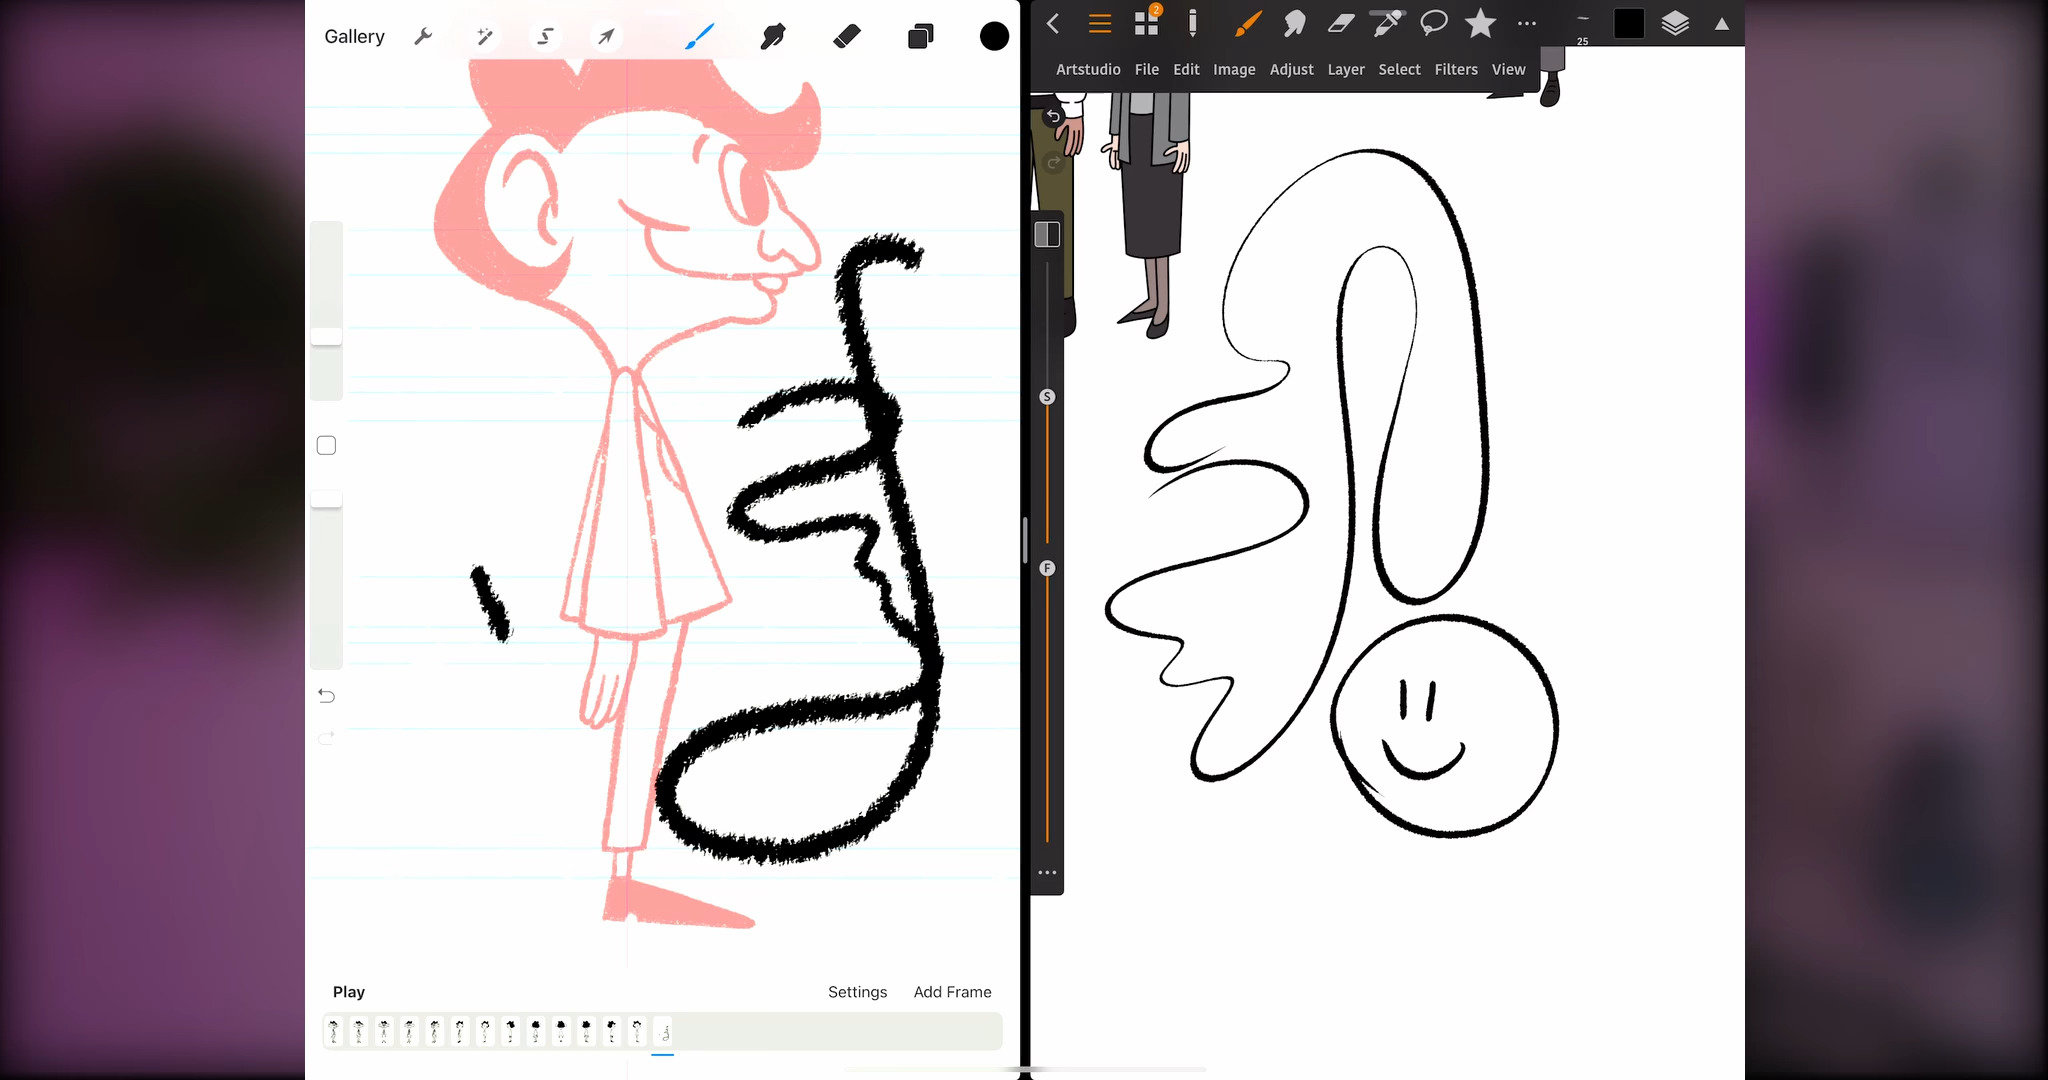 Gallery
2
25
Artstudio File Edit Image Adjust Layer Select Filters View
S
F
Play Settings Add Frame